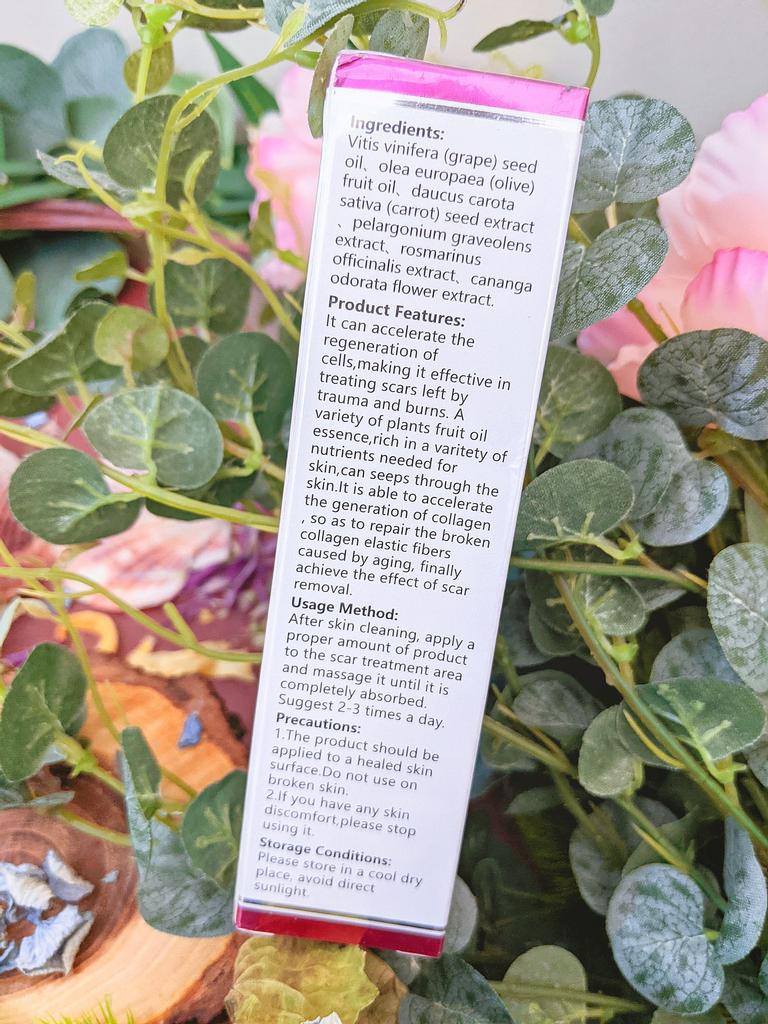 Ingredients:
Vitis vinifera (grape) seed
oil、olea europaea (olive)
fruit oil、daucus carota
sativa (carrot) seed extract
、pelargonium graveolens
extract、rosmarinus
officinalis extract、cananga
odorata flower extract.
Product Features:
It can accelerate the
regeneration of
cells,making it effective in
treating scars left by
trauma and burns. A
variety of plants fruit oil
essence,rich in a variety of
nutrients needed for
skin,can seeps through the
skin.It is able to accelerate
the generation of collagen
, so as to repair the broken
collagen elastic fibers
caused by aging, finally
achieve the effect of scar
removal.
Usage Method:
After skin cleaning, apply a
proper amount of product
to the scar treatment area
and massage it until it is
completely absorbed.
Suggest 2-3 times a day.
Precautions:
1.The product should be
applied to a healed skin
surface.Do not use on
broken skin.
2.If you have any skin
discomfort,please stop
using it.
Storage Conditions:
Please store in a cool dry
place, avoid direct
sunlight.